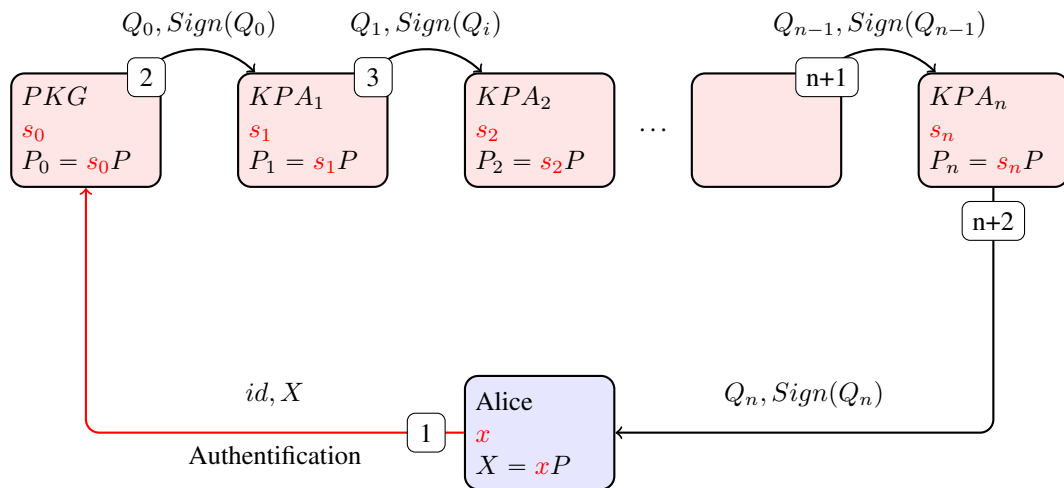 Q_0, Sign(Q_0)
Q_1, Sign(Q_i)
Q_{n-1}, Sign(Q_{n-1})
2
3
n+1
PKG
s_0
P_0 = s_0P
KPA_1
s_1
P_1 = s_1P
KPA_2
s_2
P_2 = s_2P
...
KPA_n
s_n
P_n = s_nP
n+2
id, X
1
Authentification
Alice
x
X = xP
Q_n, Sign(Q_n)